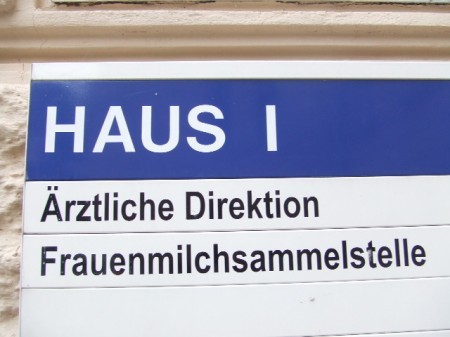 HAUS I
Ärztliche Direktion
Frauenmilchsammelstelle